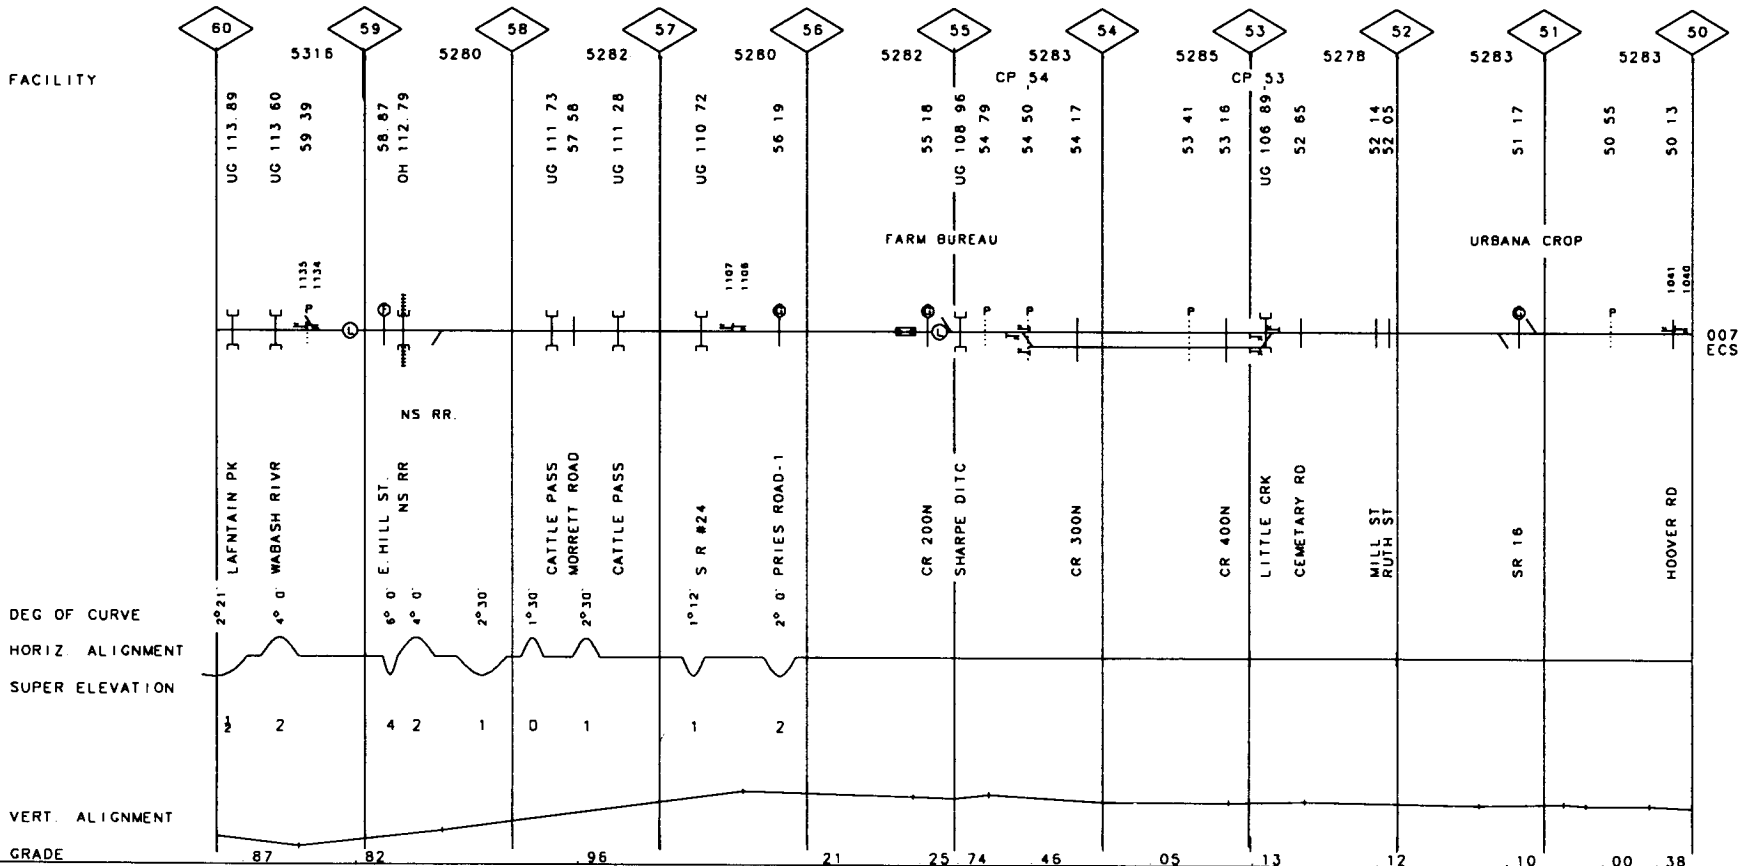 60 59 58 57 56 55 54 53 52 51 50
5316 5280 5282 5280 5282 5283 5285 5278 5283 5283
FACILITY
CP 54 CP 53
UG 113.89
UG 113 60
59 39
58.87
OH 112.79
UG 111 73
57 58
UG 111 28
UG 110 72
56 19
55 18
UG 108 96
54 79
54 50
54 17
53 41
53 16
UG 106 89
52 65
52 14
52 05
51 17
50 55
50 13
FARM BUREAU URBANA CROP
1135
1134
1107
1106
1041
1040
P P P P P
L L
007
ECS
NS RR.
LAFNTAIN PK
WABASH RIVR
E.HILL ST.
NS RR
CATTLE PASS
MORRETT ROAD
CATTLE PASS
S R #24
PRIES ROAD-1
CR 200N
SHARPE DITC
CR 300N
CR 400N
LITTLE CRK
CEMETARY RD
MILL ST
RUTH ST
SR 16
HOOVER RD
DEG OF CURVE
2°21' 4° 0' 6° 0' 4° 0' 2°30' 1°30' 2°30' 1°12' 2° 0'
HORIZ. ALIGNMENT
SUPER ELEVATION
½ 2 4 2 1 0 1 1 2
VERT. ALIGNMENT
GRADE .87 .82 .96 .21 .25 .74 .46 .05 .13 .12 .10 .00 .38